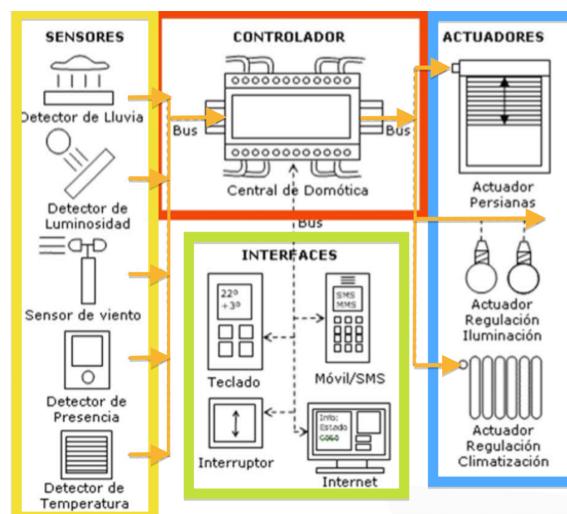 SENSORES
Detector de Lluvia
Detector de
Luminosidad
Sensor de viento
Detector de
Presencia
Detector de
Temperatura
CONTROLADOR
Bus
Bus
Central de Domótica
Bus
INTERFACES
22º
+3º
Teclado
SMS
MMS
Móvil/SMS
Interruptor
Info:
Estado
Internet
ACTUADORES
Actuador
Persianas
Actuador
Regulación
Iluminación
Actuador
Regulación
Climatización